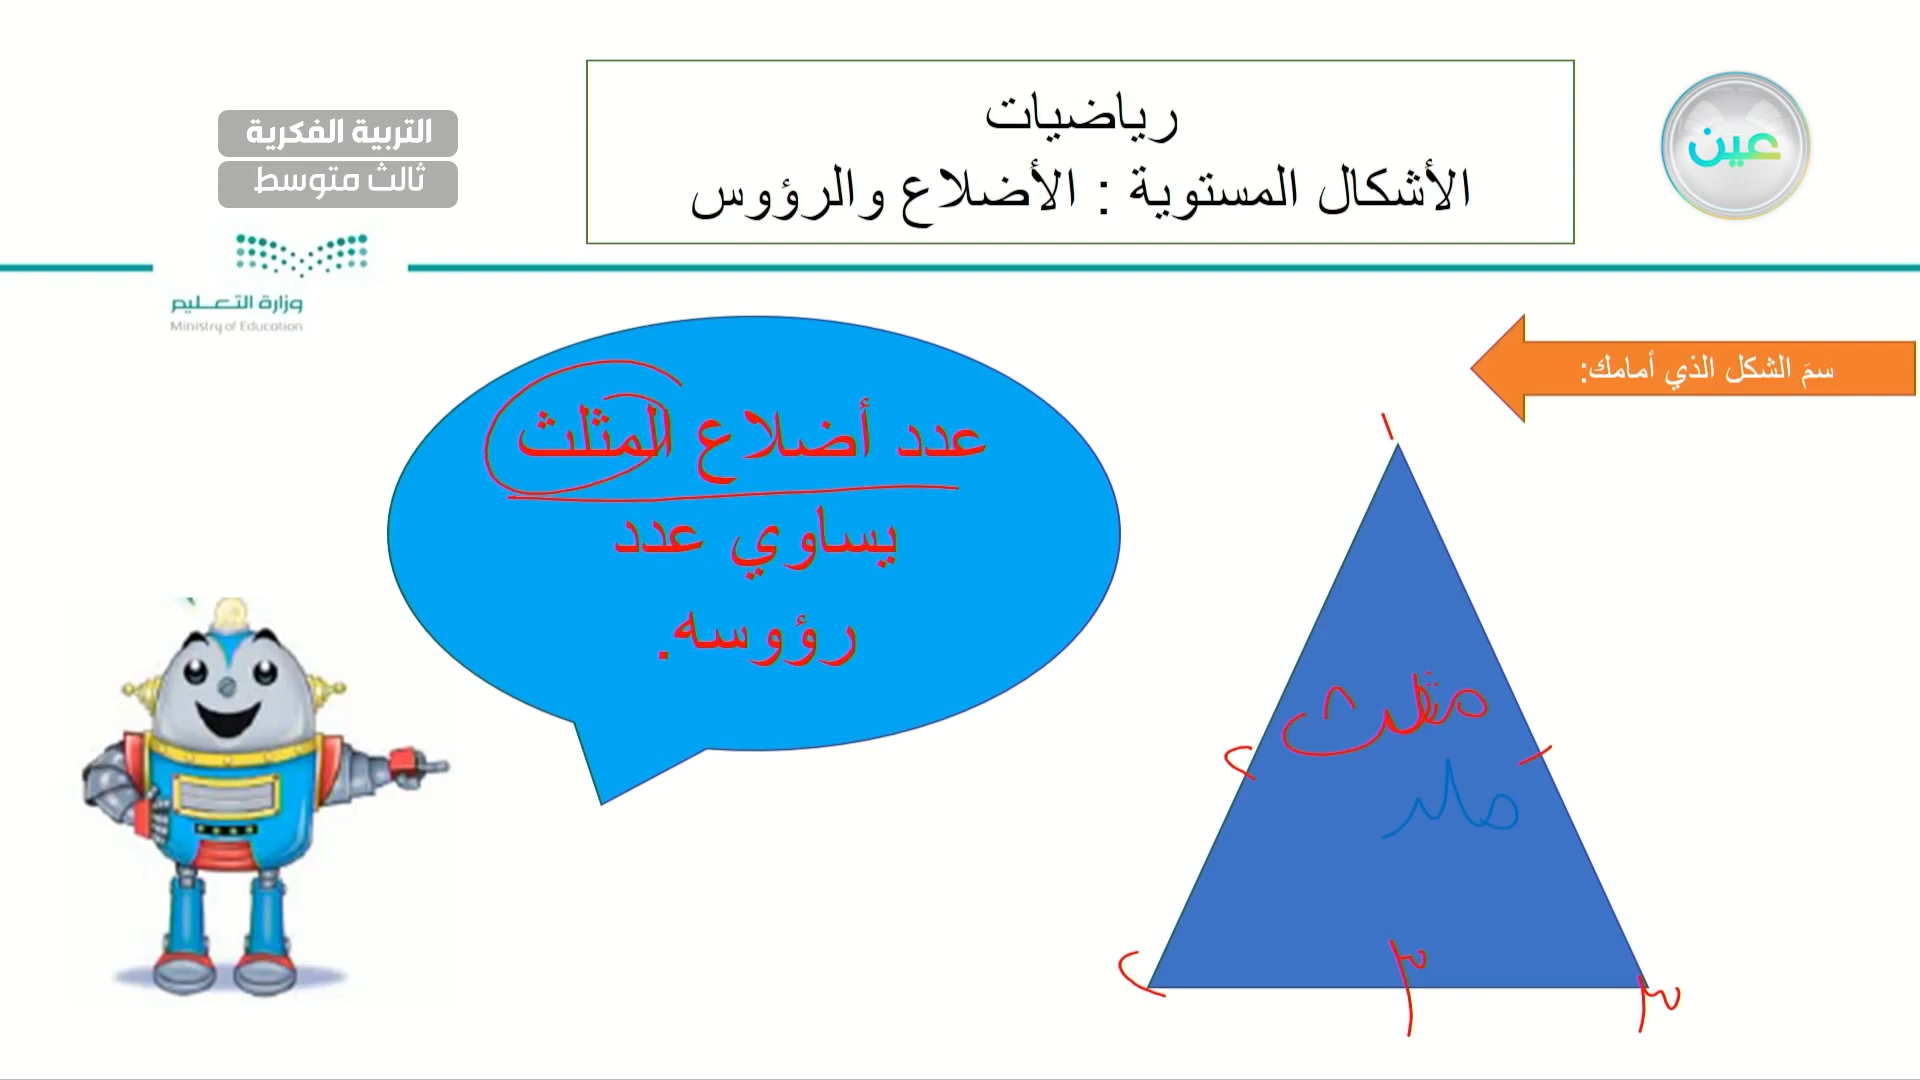 رياضيات
الأشكال المستوية : الأضلاع والرؤوس
عين
التربية الفكرية
ثالث متوسط
وزارة التعليم
Ministry of Education
سمَ الشكل الذي أمامك:
عدد أضلاع المثلث
يساوي عدد
رؤوسه.
١
مثلث
٢
١
٢
٣
٣